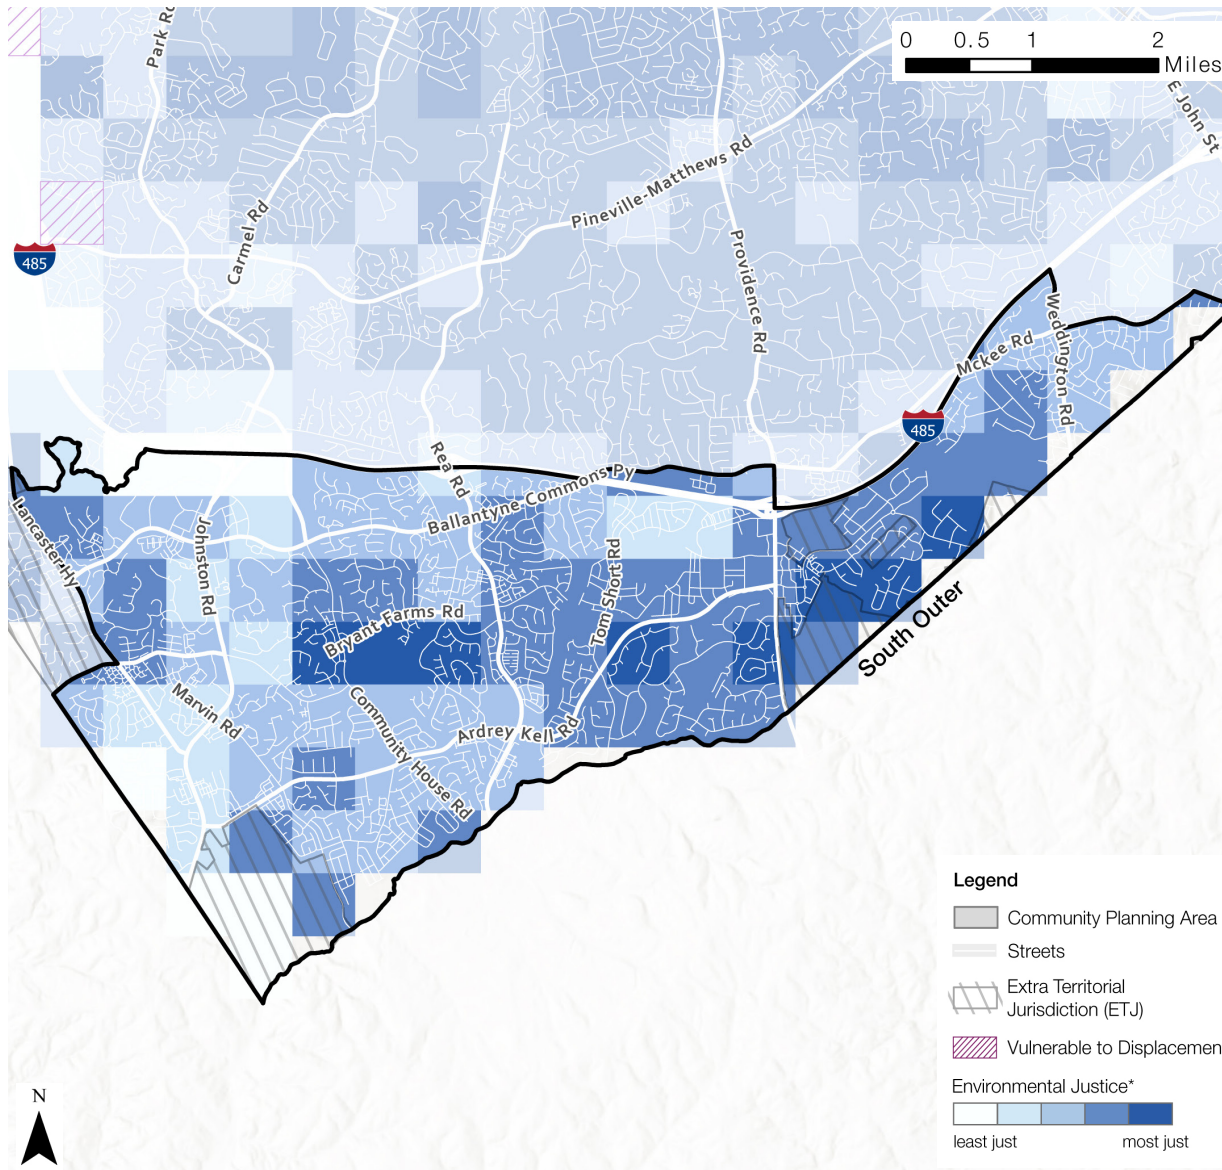 0 0.5 1 2
Miles
Park Rd
E John St
Pineville-Matthews Rd
Carmel Rd
Providence Rd
485
Weddington Rd
Mckee Rd
485
Rea Rd
Ballantyne Commons Py
Lancaster Hy
Johnston Rd
Tom Short Rd
Bryant Farms Rd
South Outer
Marvin Rd
Community House Rd
Ardrey Kell Rd
Legend
Community Planning Area
Streets
Extra Territorial
Jurisdiction (ETJ)
Vulnerable to Displacemen
Environmental Justice*
least just most just
N